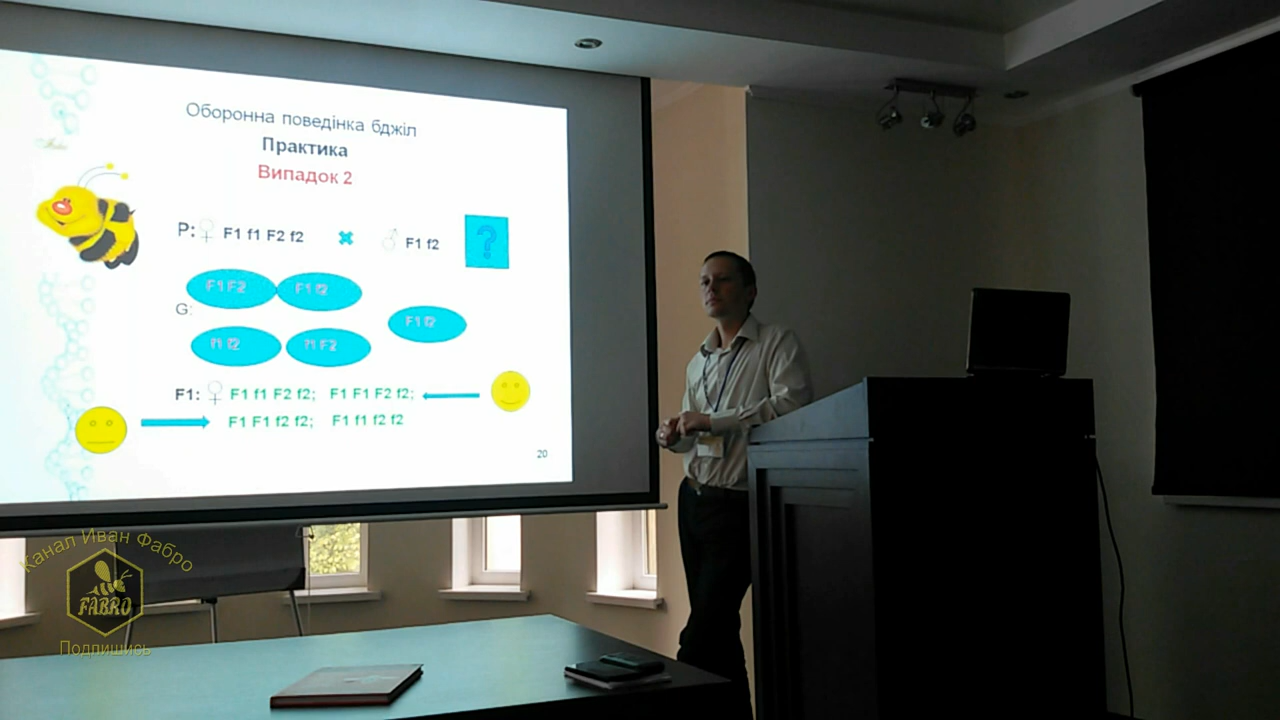 Оборонна поведінка бджіл
Практика
Випадок 2
P: ♀ F1 f1 F2 f2 ✖ ♂ F1 f2 ?
F1 F2 F1 f2
G:
F1 f2
f1 f2 f1 F2
F1: ♀ F1 f1 F2 f2; F1 F1 F2 f2;
F1 F1 f2 f2; F1 f1 f2 f2
20
Канал Иван Фабро
FABRO
Подпишись